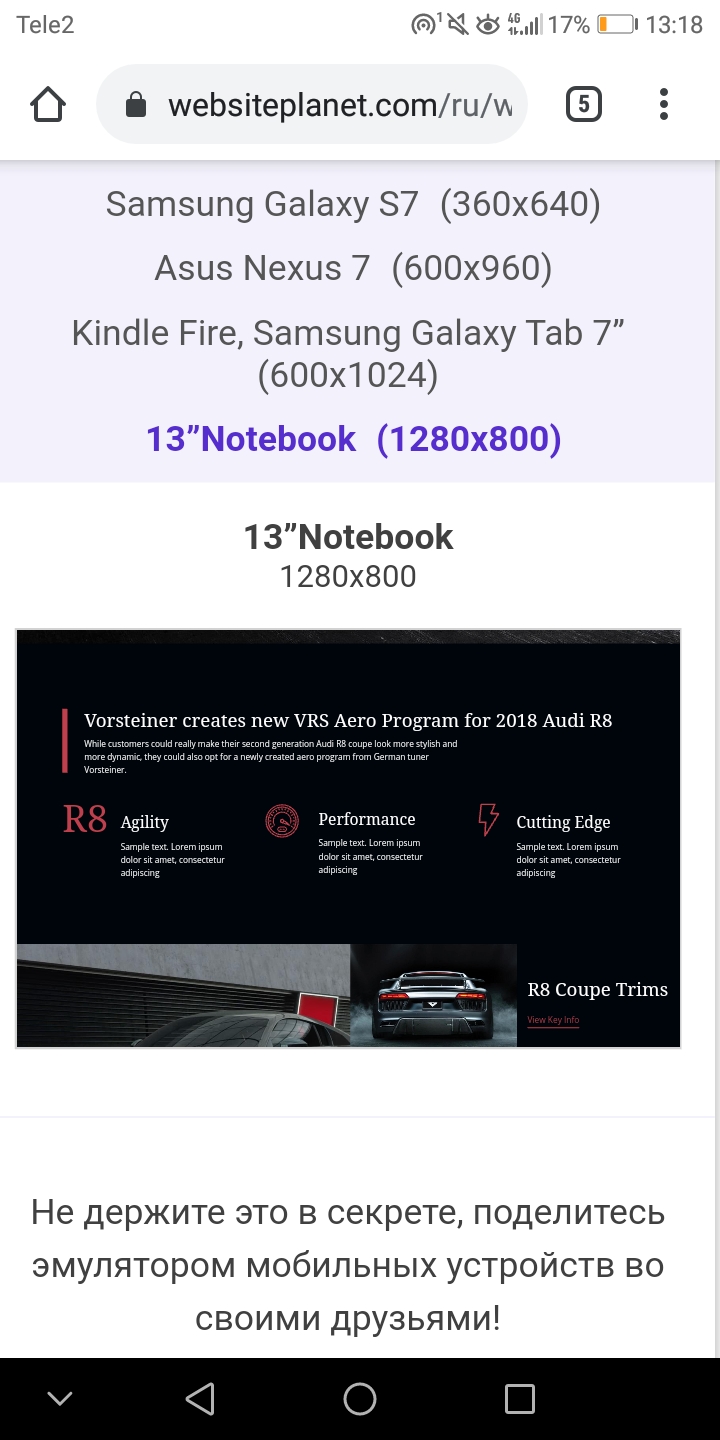 Tele2
1 4G 17% 13:18
websiteplanet.com/ru/w
5
Samsung Galaxy S7 (360x640)
Asus Nexus 7 (600x960)
Kindle Fire, Samsung Galaxy Tab 7”
(600x1024)
13”Notebook (1280x800)
13”Notebook
1280x800
Vorsteiner creates new VRS Aero Program for 2018 Audi R8
While customers could really make their second generation Audi R8 coupe look more stylish and
more dynamic, they could also opt for a newly created aero program from German tuner
Vorsteiner.
R8 Agility
Sample text. Lorem ipsum
dolor sit amet, consectetur
adipiscing
Performance
Sample text. Lorem ipsum
dolor sit amet, consectetur
adipiscing
Cutting Edge
Sample text. Lorem ipsum
dolor sit amet, consectetur
adipiscing
R8 Coupe Trims
View Key Info
Не держите это в секрете, поделитесь
эмулятором мобильных устройств во
своими друзьями!